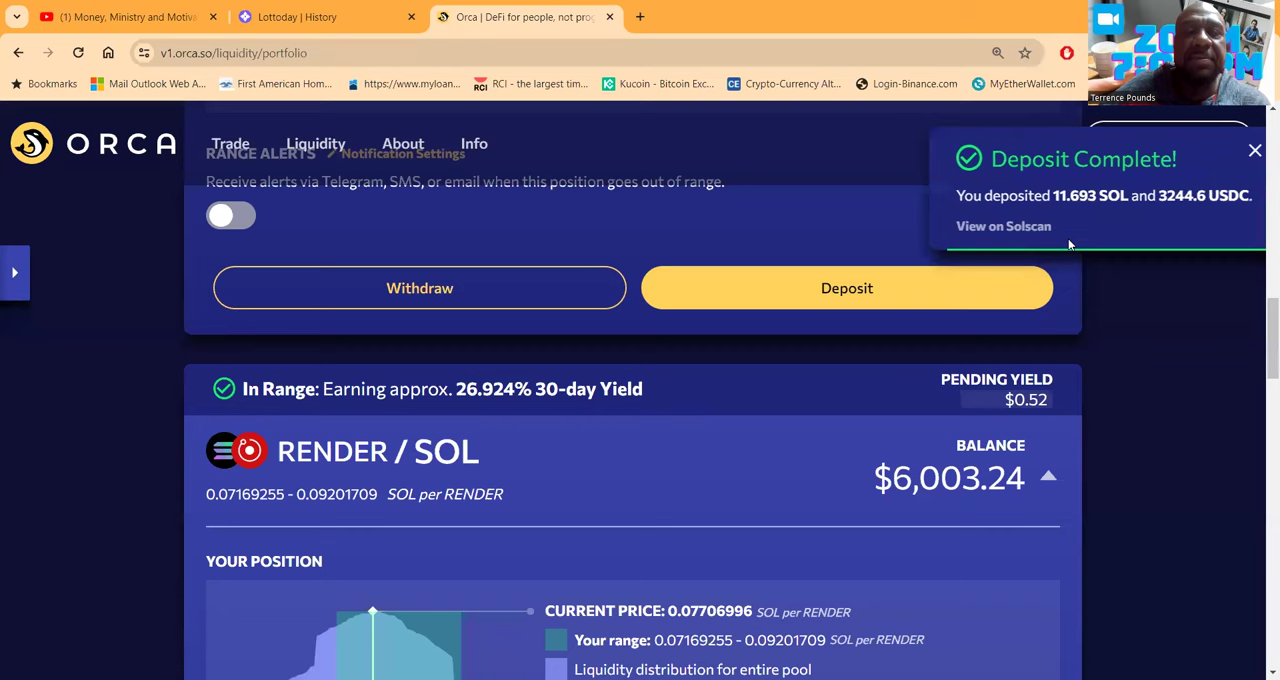 (1) Money, Ministry and Motiva
Lottoday | History
Orca | DeFi for people, not prog
v1.orca.so/liquidity/portfolio
Bookmarks
Mail Outlook Web A...
First American Hom...
https://www.myloan...
RCI - the largest tim...
Kucoin - Bitcoin Exc...
Crypto-Currency Alt...
Login-Binance.com
MyEtherWallet.com
Terrence Pounds
ORCA
Trade
Liquidity
About
Info
RANGE ALERTS
Notification Settings
Receive alerts via Telegram, SMS, or email when this position goes out of range.
Deposit Complete!
You deposited 11.693 SOL and 3244.6 USDC.
View on Solscan
Withdraw
Deposit
In Range: Earning approx. 26.924% 30-day Yield
PENDING YIELD
$0.52
RENDER / SOL
0.07169255 - 0.09201709 SOL per RENDER
BALANCE
$6,003.24
YOUR POSITION
CURRENT PRICE: 0.07706996 SOL per RENDER
Your range: 0.07169255 - 0.09201709 SOL per RENDER
Liquidity distribution for entire pool